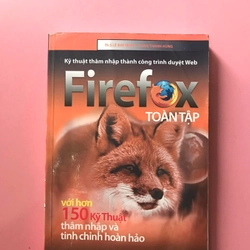 Kỹ thuật thâm nhập thành công trình duyệt Web
Firefox
TOÀN TẬP
với hơn
150 Kỹ Thuật
thâm nhập và
tinh chỉnh hoàn hảo